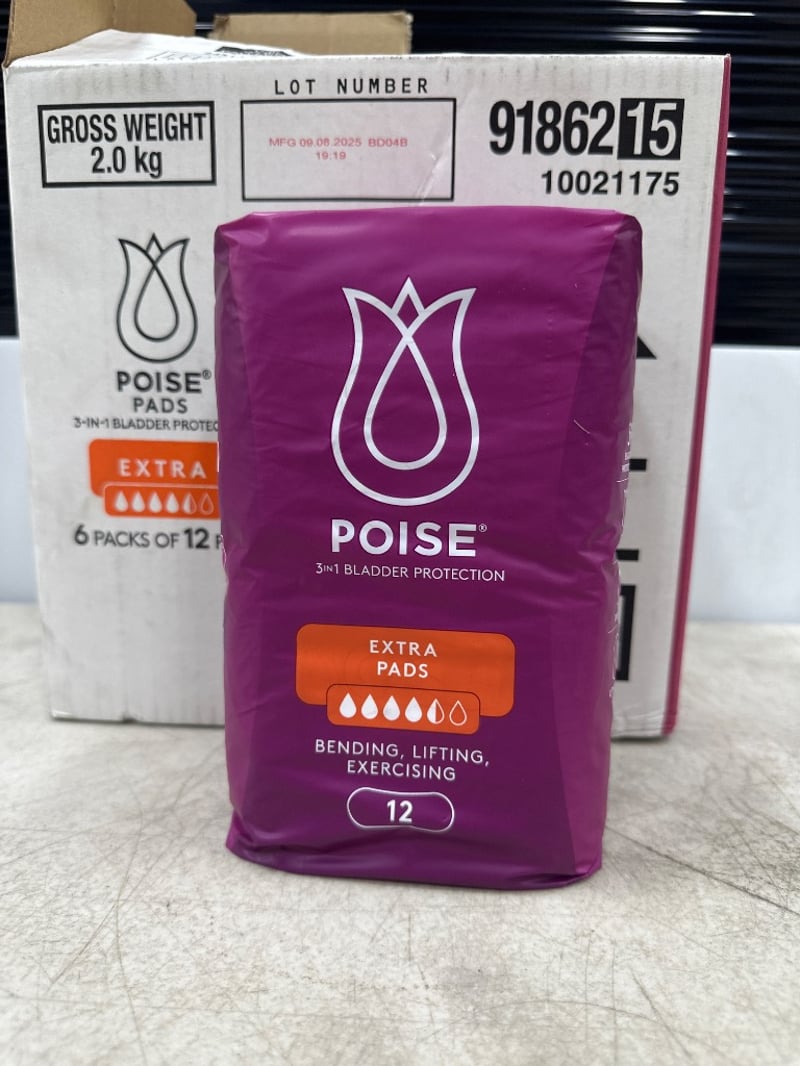 LOT NUMBER
GROSS WEIGHT
2.0 kg
MFG 09.08.2025 BD04B
19:19
91862 15
10021175
POISE®
PADS
3-IN-1 BLADDER
EXTRA
6 PACKS OF 12
POISE®
3IN1 BLADDER PROTECTION
EXTRA
PADS
BENDING, LIFTING,
EXERCISING
12